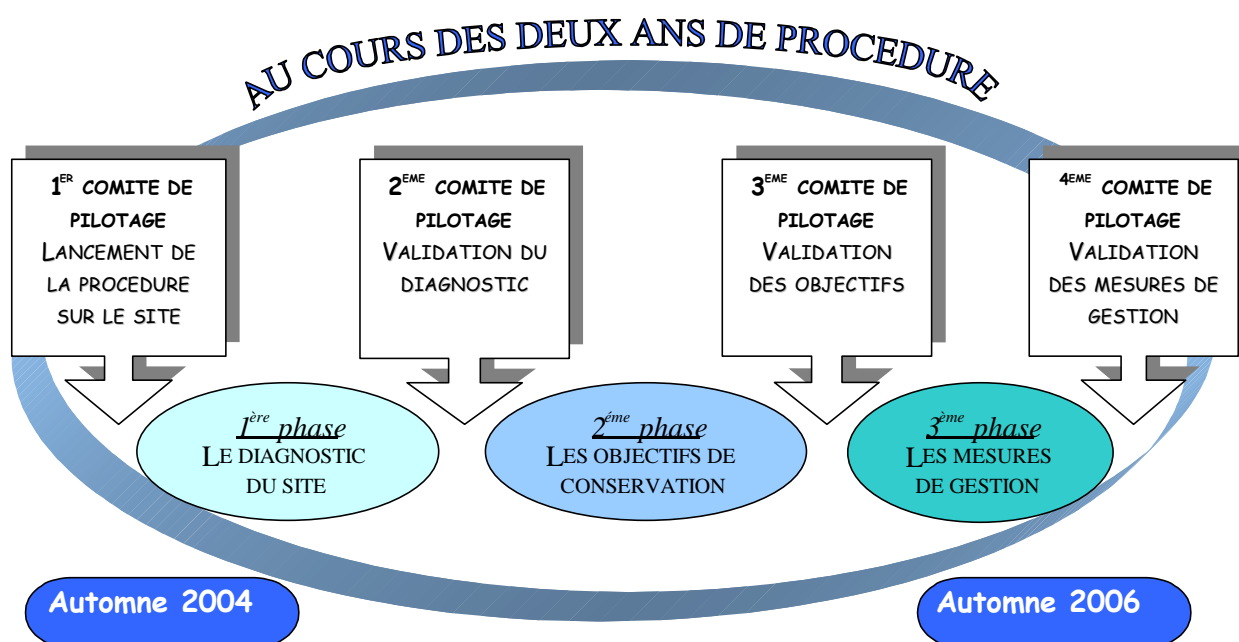 AU COURS DES DEUX ANS DE PROCEDURE
1ER COMITE DE
PILOTAGE
LANCEMENT DE
LA PROCEDURE
SUR LE SITE
2EME COMITE DE
PILOTAGE
VALIDATION DU
DIAGNOSTIC
3EME COMITE DE
PILOTAGE
VALIDATION
DES OBJECTIFS
4EME COMITE DE
PILOTAGE
VALIDATION
DES MESURES DE
GESTION
1ère phase
LE DIAGNOSTIC
DU SITE
2éme phase
LES OBJECTIFS DE
CONSERVATION
3ème phase
LES MESURES
DE GESTION
Automne 2004
Automne 2006